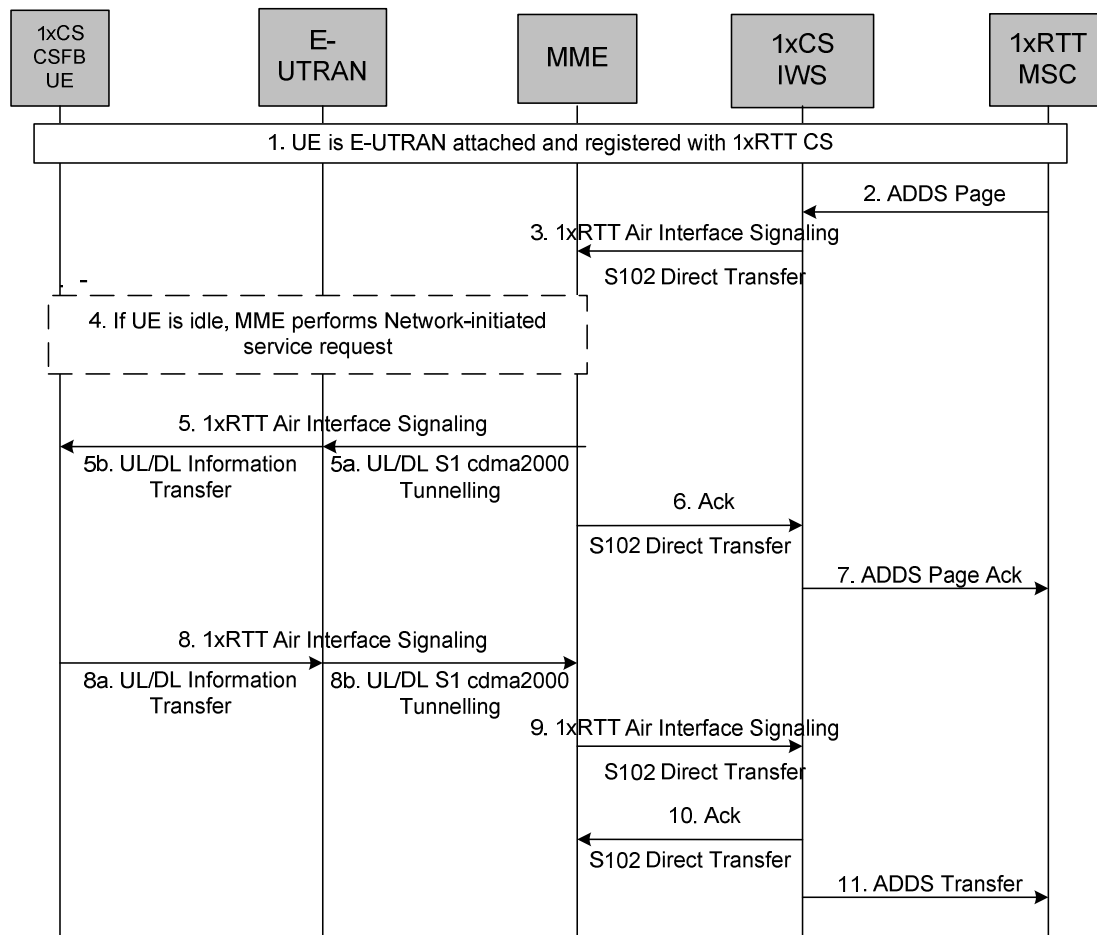 1xCS
CSFB
UE
E-
UTRAN
MME
1xCS
IWS
1xRTT
MSC
1. UE is E-UTRAN attached and registered with 1xRTT CS
2. ADDS Page
3. 1xRTT Air Interface Signaling
S102 Direct Transfer
. -
4. If UE is idle, MME performs Network-initiated
service request
5. 1xRTT Air Interface Signaling
5b. UL/DL Information
Transfer
5a. UL/DL S1 cdma2000
Tunnelling
6. Ack
S102 Direct Transfer
7. ADDS Page Ack
8. 1xRTT Air Interface Signaling
8a. UL/DL Information
Transfer
8b. UL/DL S1 cdma2000
Tunnelling
9. 1xRTT Air Interface Signaling
S102 Direct Transfer
10. Ack
S102 Direct Transfer
11. ADDS Transfer